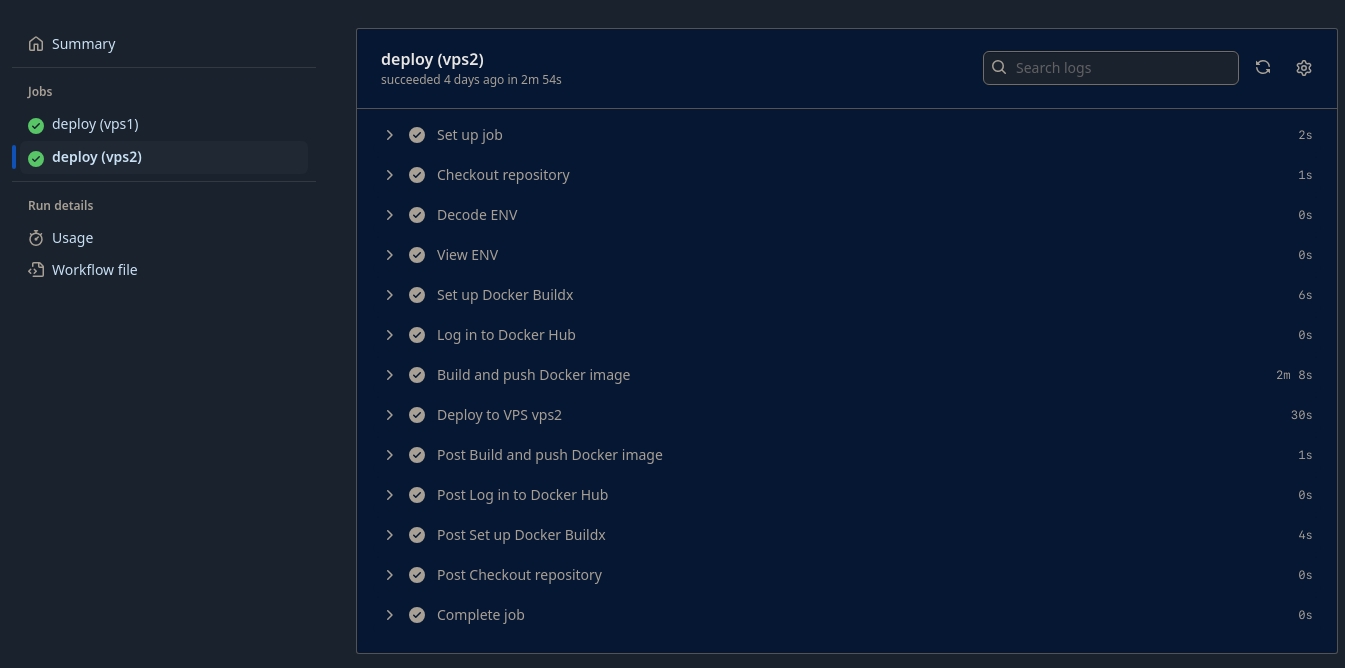 Summary
Jobs
deploy (vps1)
deploy (vps2)
Run details
Usage
Workflow file
deploy (vps2)
succeeded 4 days ago in 2m 54s
Search logs
Set up job 2s
Checkout repository 1s
Decode ENV 0s
View ENV 0s
Set up Docker Buildx 6s
Log in to Docker Hub 0s
Build and push Docker image 2m 8s
Deploy to VPS vps2 30s
Post Build and push Docker image 1s
Post Log in to Docker Hub 0s
Post Set up Docker Buildx 4s
Post Checkout repository 0s
Complete job 0s